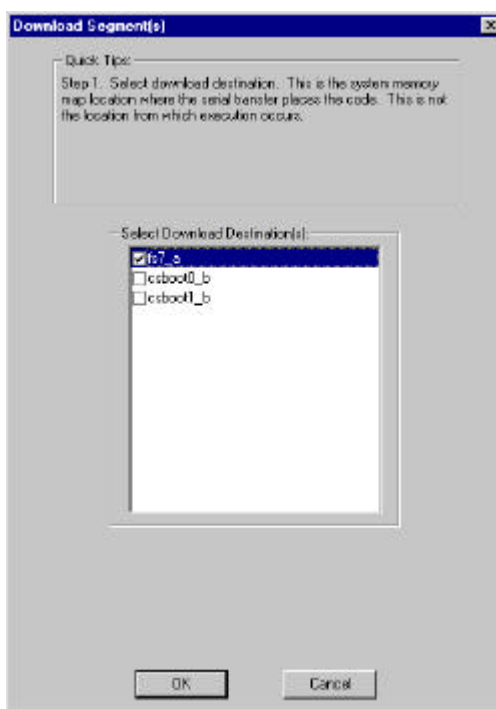 Download Segment(s)
Quick Tips:
Step 1. Select download destination. This is the system memory
map location where the serial transfer places the code. This is not
the location from which execution occurs.
Select Download Destination(s):
fs7_a
csboot0_b
csboot1_b
OK
Cancel